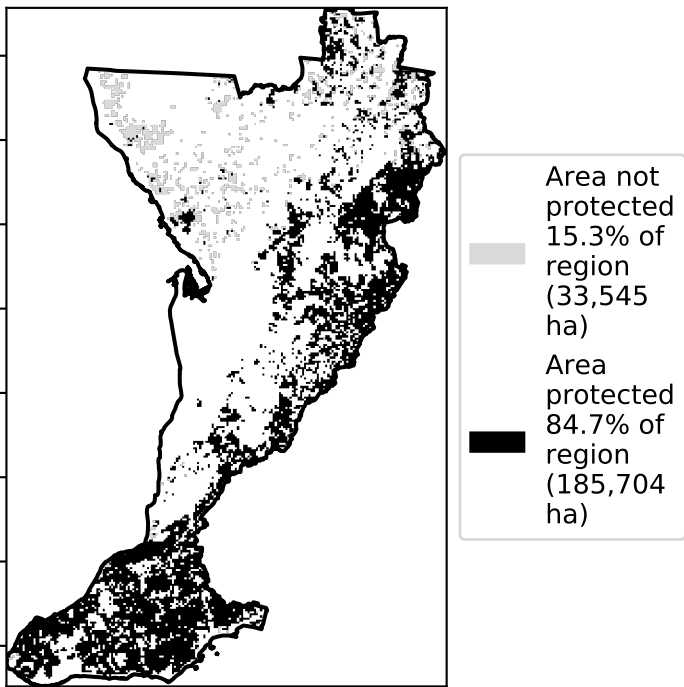 Area not
protected
15.3% of
region
(33,545
ha)
Area
protected
84.7% of
region
(185,704
ha)